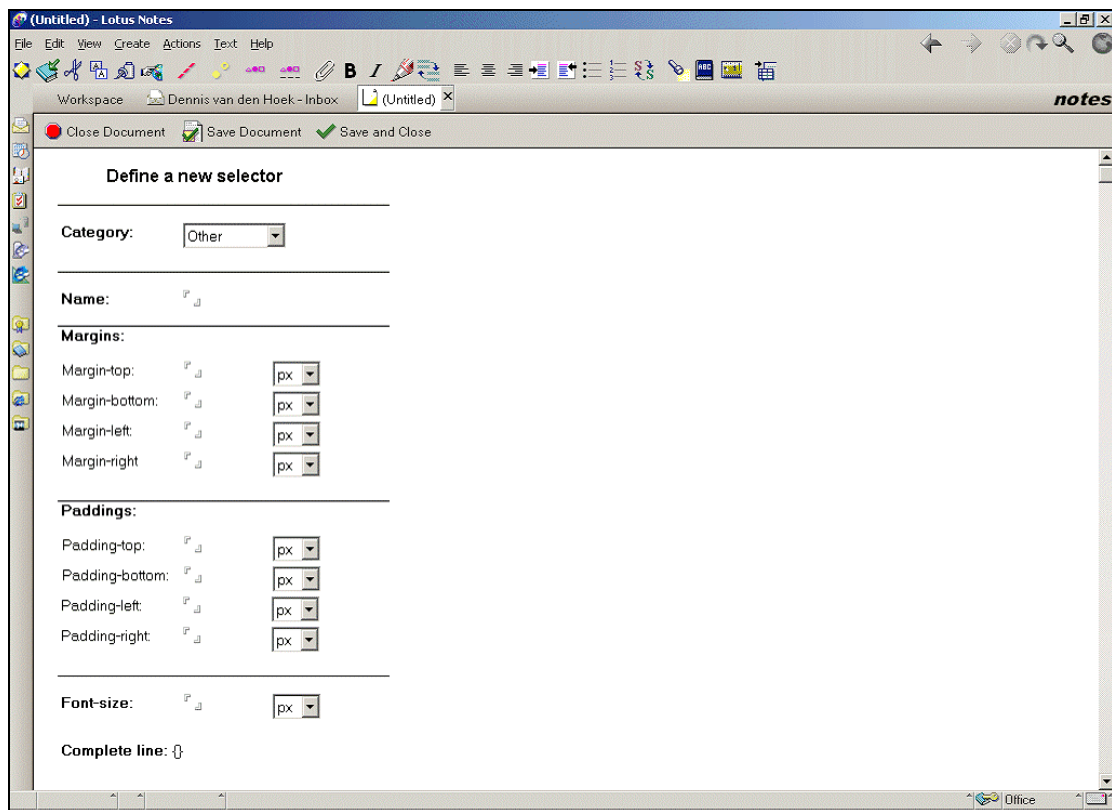 (Untitled) - Lotus Notes
File Edit View Create Actions Text Help
B I
Workspace Dennis van den Hoek - Inbox (Untitled) notes
Close Document Save Document Save and Close
Define a new selector
Category: Other
Name:
Margins:
Margin-top: px
Margin-bottom: px
Margin-left: px
Margin-right px
Paddings:
Padding-top: px
Padding-bottom: px
Padding-left: px
Padding-right: px
Font-size: px
Complete line: {}
Office